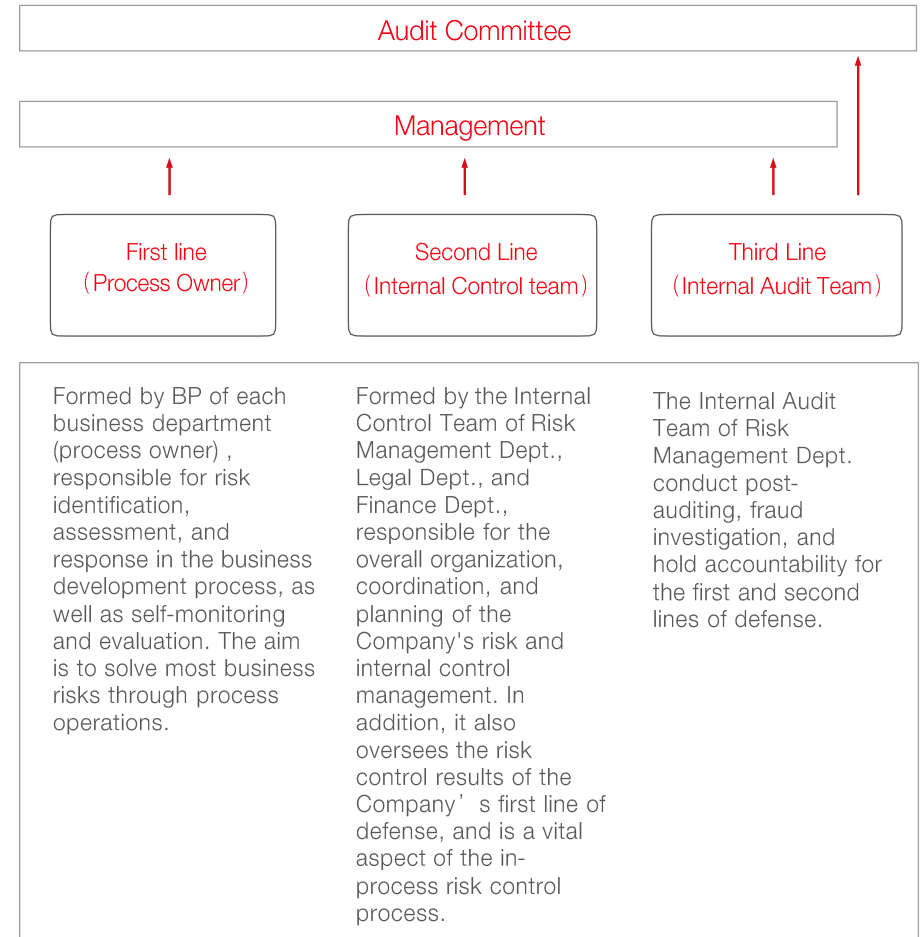 Audit Committee
Management
First line
（Process Owner）
Second Line
（Internal Control team）
Third Line
（Internal Audit Team）
Formed by BP of each
business department
(process owner) ,
responsible for risk
identification,
assessment, and
response in the business
development process, as
well as self-monitoring
and evaluation. The aim
is to solve most business
risks through process
operations.
Formed by the Internal
Control Team of Risk
Management Dept.,
Legal Dept., and
Finance Dept.,
responsible for the
overall organization,
coordination, and
planning of the
Company's risk and
internal control
management. In
addition, it also
oversees the risk
control results of the
Company’s first line of
defense, and is a vital
aspect of the in-
process risk control
process.
The Internal Audit
Team of Risk
Management Dept.
conduct post-
auditing, fraud
investigation, and
hold accountability for
the first and second
lines of defense.